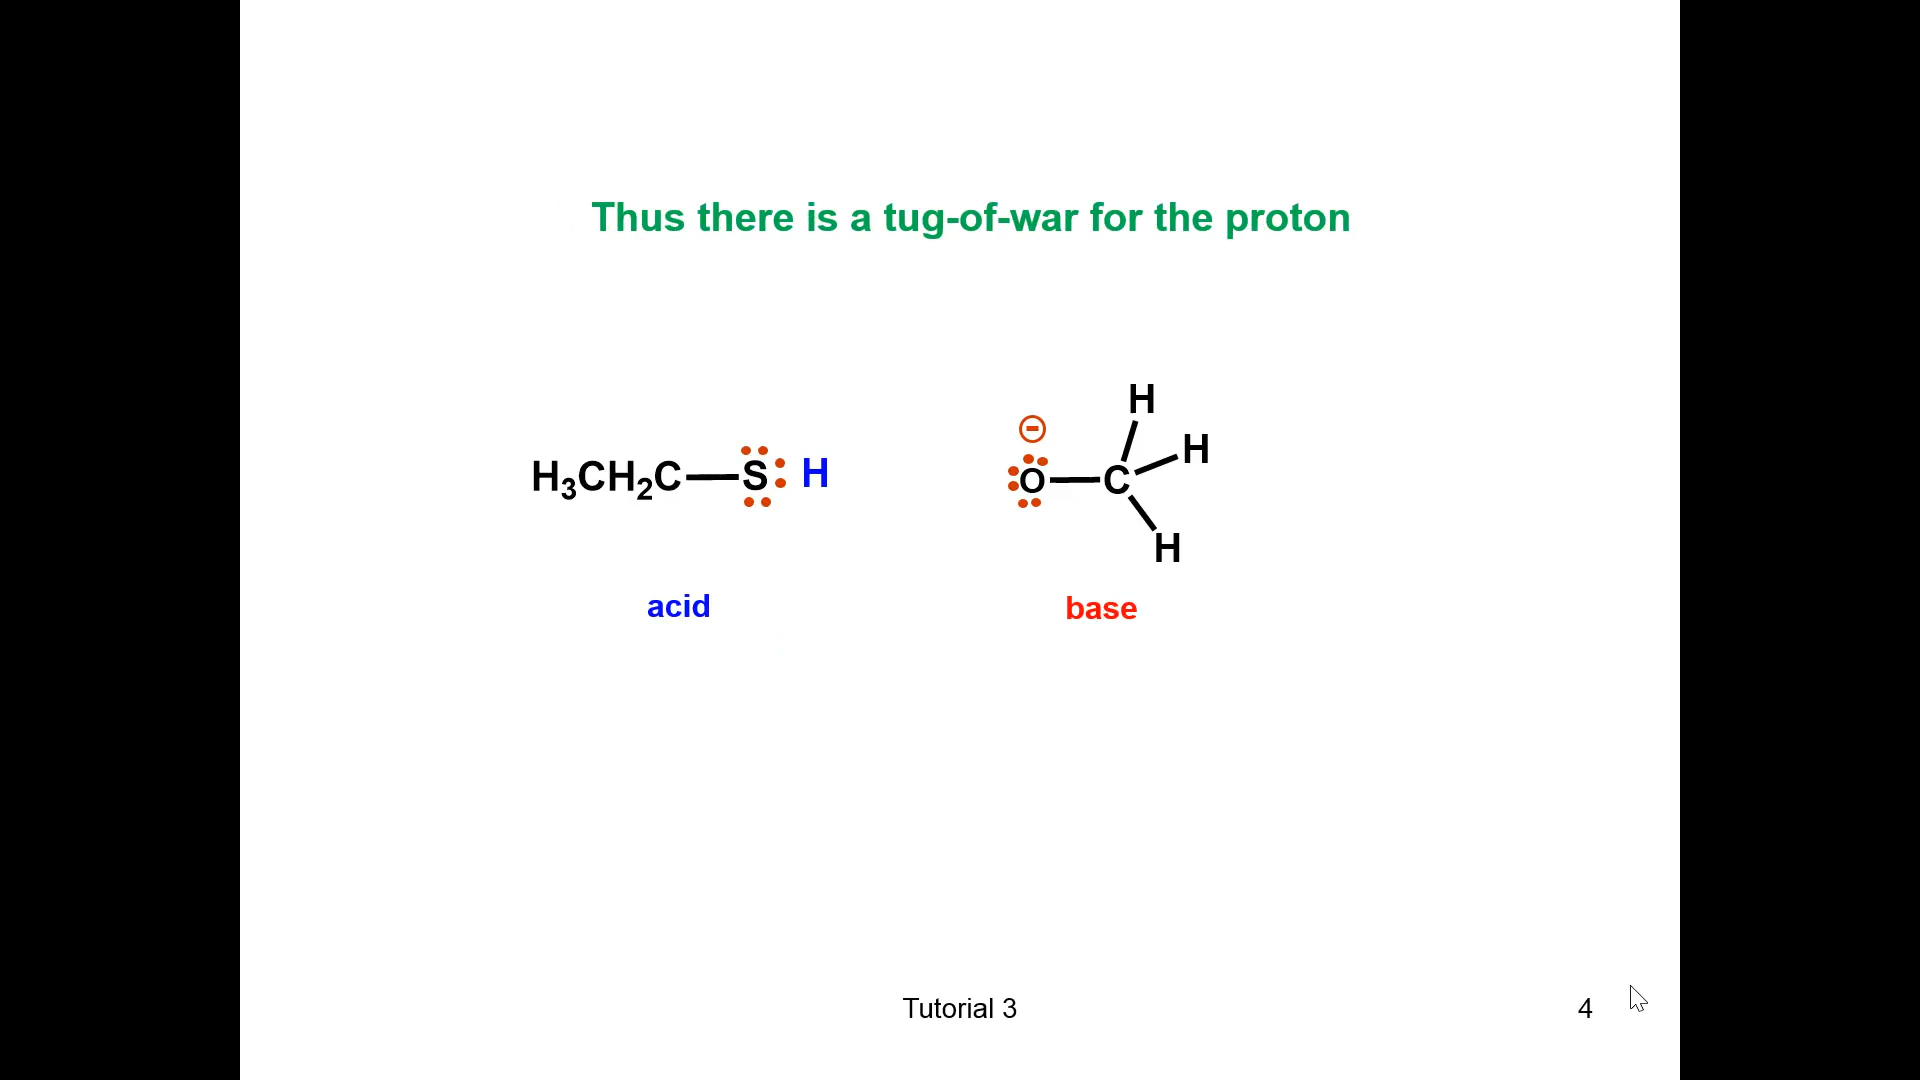 Thus there is a tug-of-war for the proton
H
H
H₃CH₂C S H
O C
H
acid
base
Tutorial 3
4